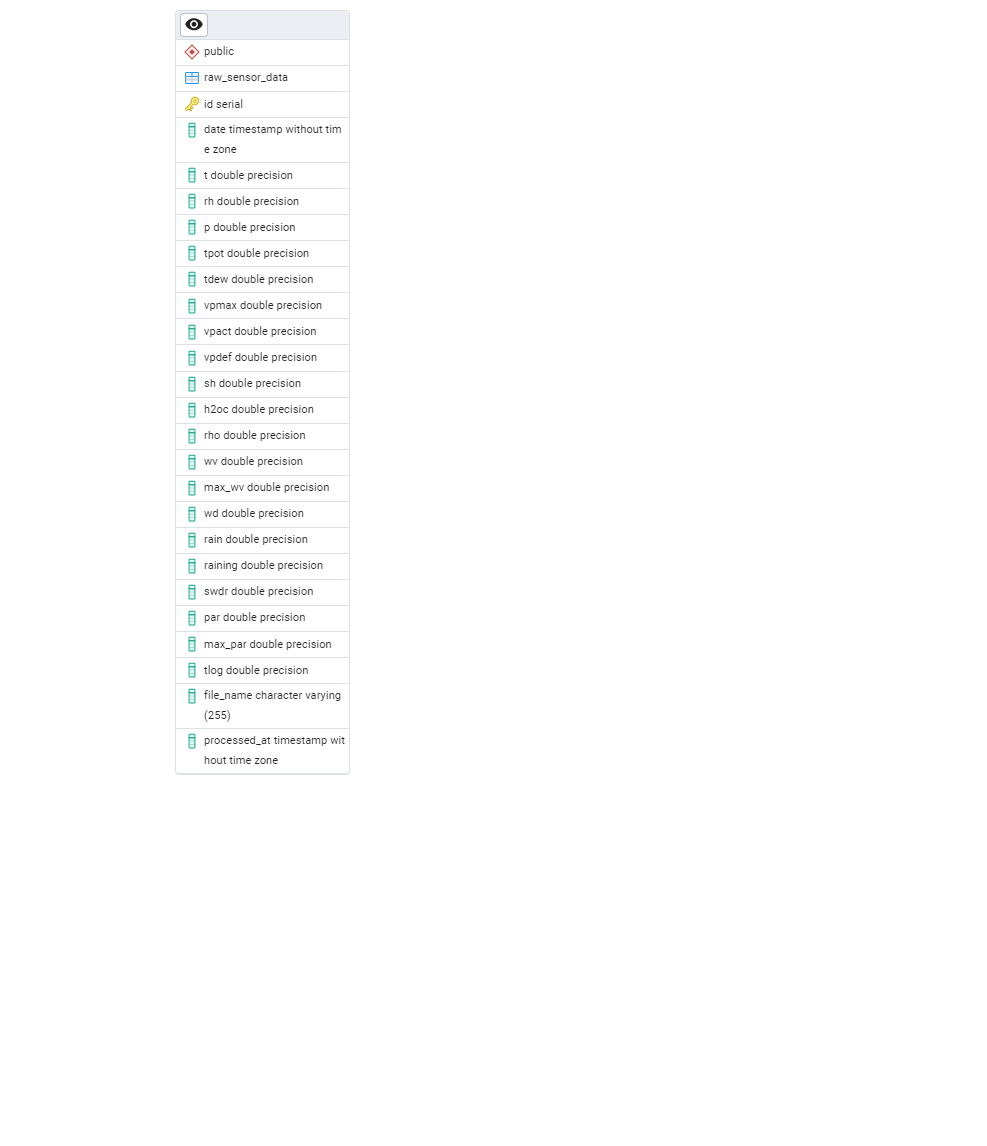 public
raw_sensor_data
id serial
date timestamp without tim
e zone
t double precision
rh double precision
p double precision
tpot double precision
tdew double precision
vpmax double precision
vpact double precision
vpdef double precision
sh double precision
h2oc double precision
rho double precision
wv double precision
max_wv double precision
wd double precision
rain double precision
raining double precision
swdr double precision
par double precision
max_par double precision
tlog double precision
file_name character varying
(255)
processed_at timestamp wit
hout time zone